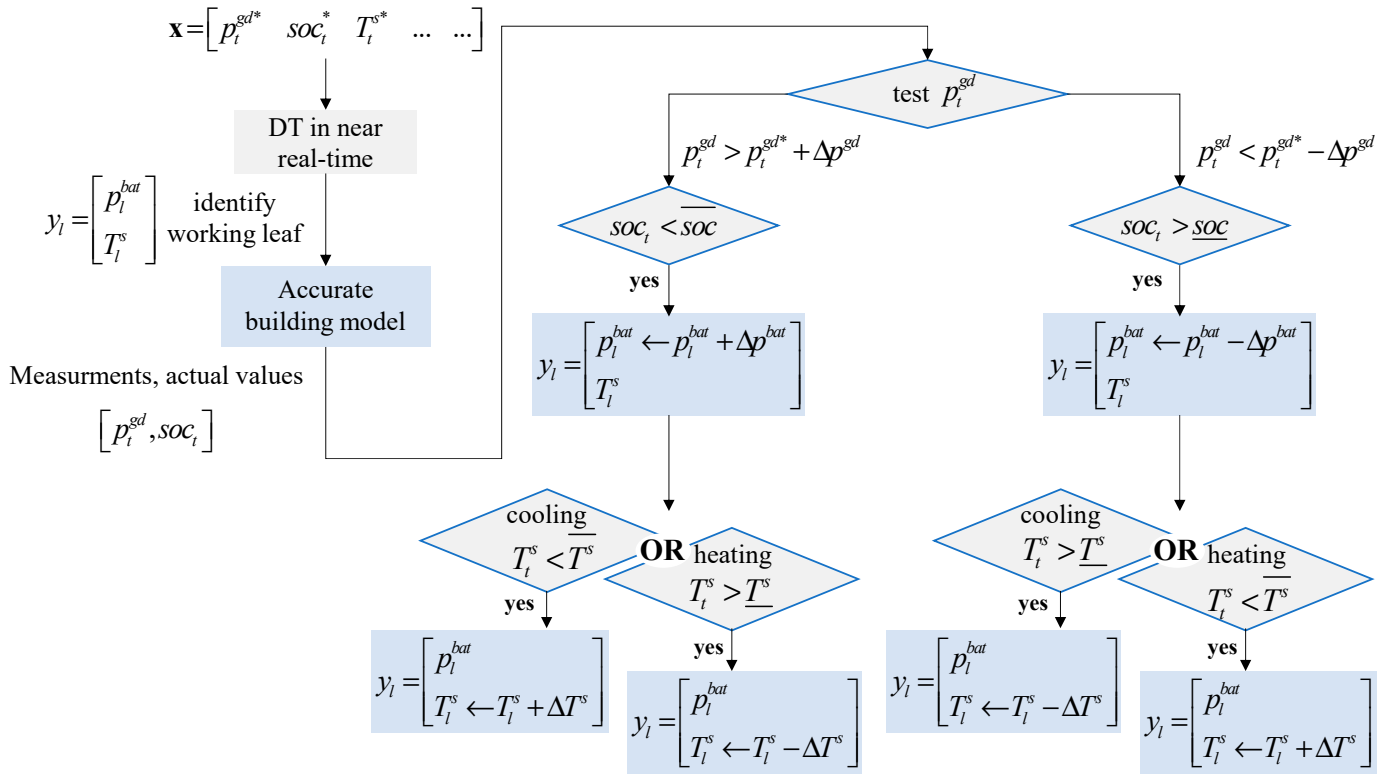 x = [ p_t^{gd*} soc_t^* T_t^{s*} ... ... ]
DT in near
real-time
y_l = [ p_l^{bat} T_l^s ]
identify
working leaf
Accurate
building model
Measurments, actual values
[ p_t^{gd}, soc_t ]
test p_t^{gd}
p_t^{gd} > p_t^{gd*} + Δp^{gd}
soc_t < \overline{soc}
yes
y_l = [ p_l^{bat} ← p_l^{bat} + Δp^{bat}
T_l^s ]
cooling
T_t^s < \overline{T^s}
OR
heating
T_t^s > \underline{T^s}
yes
y_l = [ p_l^{bat}
T_l^s ← T_l^s + ΔT^s ]
yes
y_l = [ p_l^{bat}
T_l^s ← T_l^s − ΔT^s ]
p_t^{gd} < p_t^{gd*} − Δp^{gd}
soc_t > \underline{soc}
yes
y_l = [ p_l^{bat} ← p_l^{bat} − Δp^{bat}
T_l^s ]
cooling
T_t^s > \underline{T^s}
OR
heating
T_t^s < \overline{T^s}
yes
y_l = [ p_l^{bat}
T_l^s ← T_l^s − ΔT^s ]
yes
y_l = [ p_l^{bat}
T_l^s ← T_l^s + ΔT^s ]